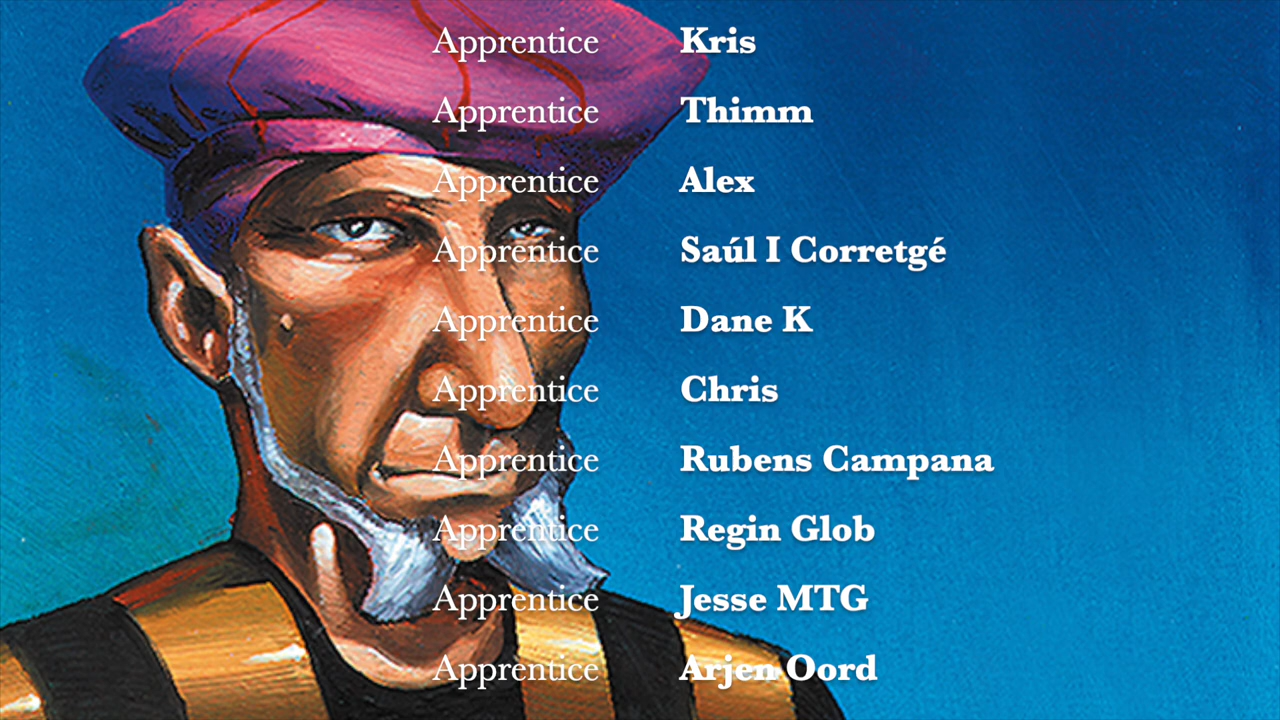 Apprentice Kris
Apprentice Thimm
Apprentice Alex
Apprentice Saúl I Corretgé
Apprentice Dane K
Apprentice Chris
Apprentice Rubens Campana
Apprentice Regin Glob
Apprentice Jesse MTG
Apprentice Arjen Oord